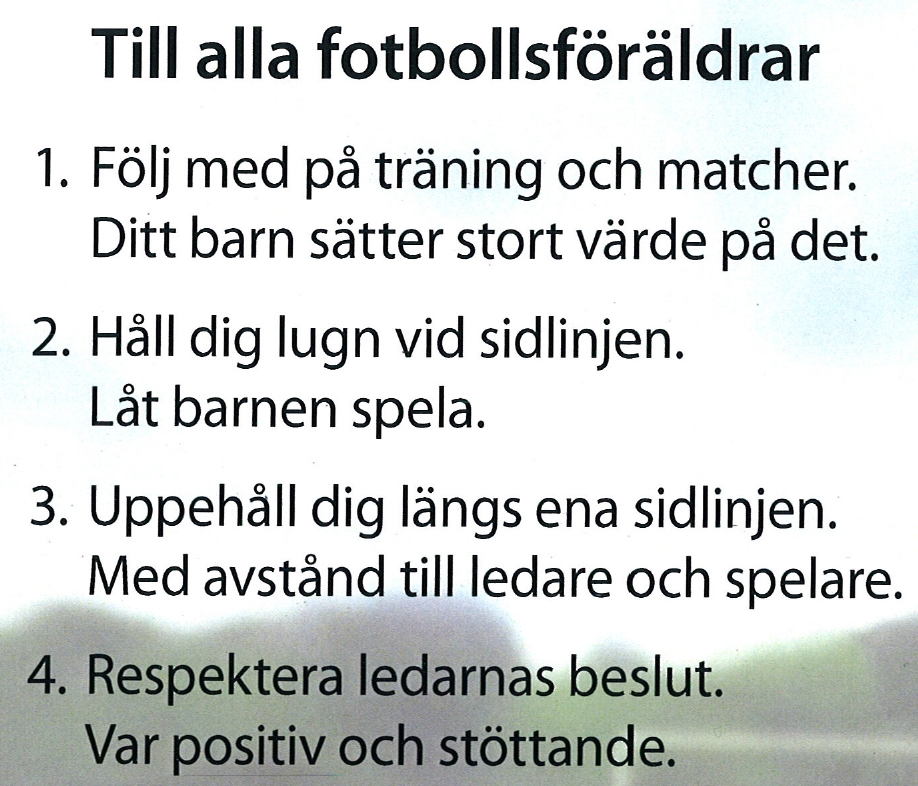 Till alla fotbollsföräldrar
1. Följ med på träning och matcher.
Ditt barn sätter stort värde på det.
2. Håll dig lugn vid sidlinjen.
Låt barnen spela.
3. Uppehåll dig längs ena sidlinjen.
Med avstånd till ledare och spelare.
4. Respektera ledarnas beslut.
Var positiv och stöttande.